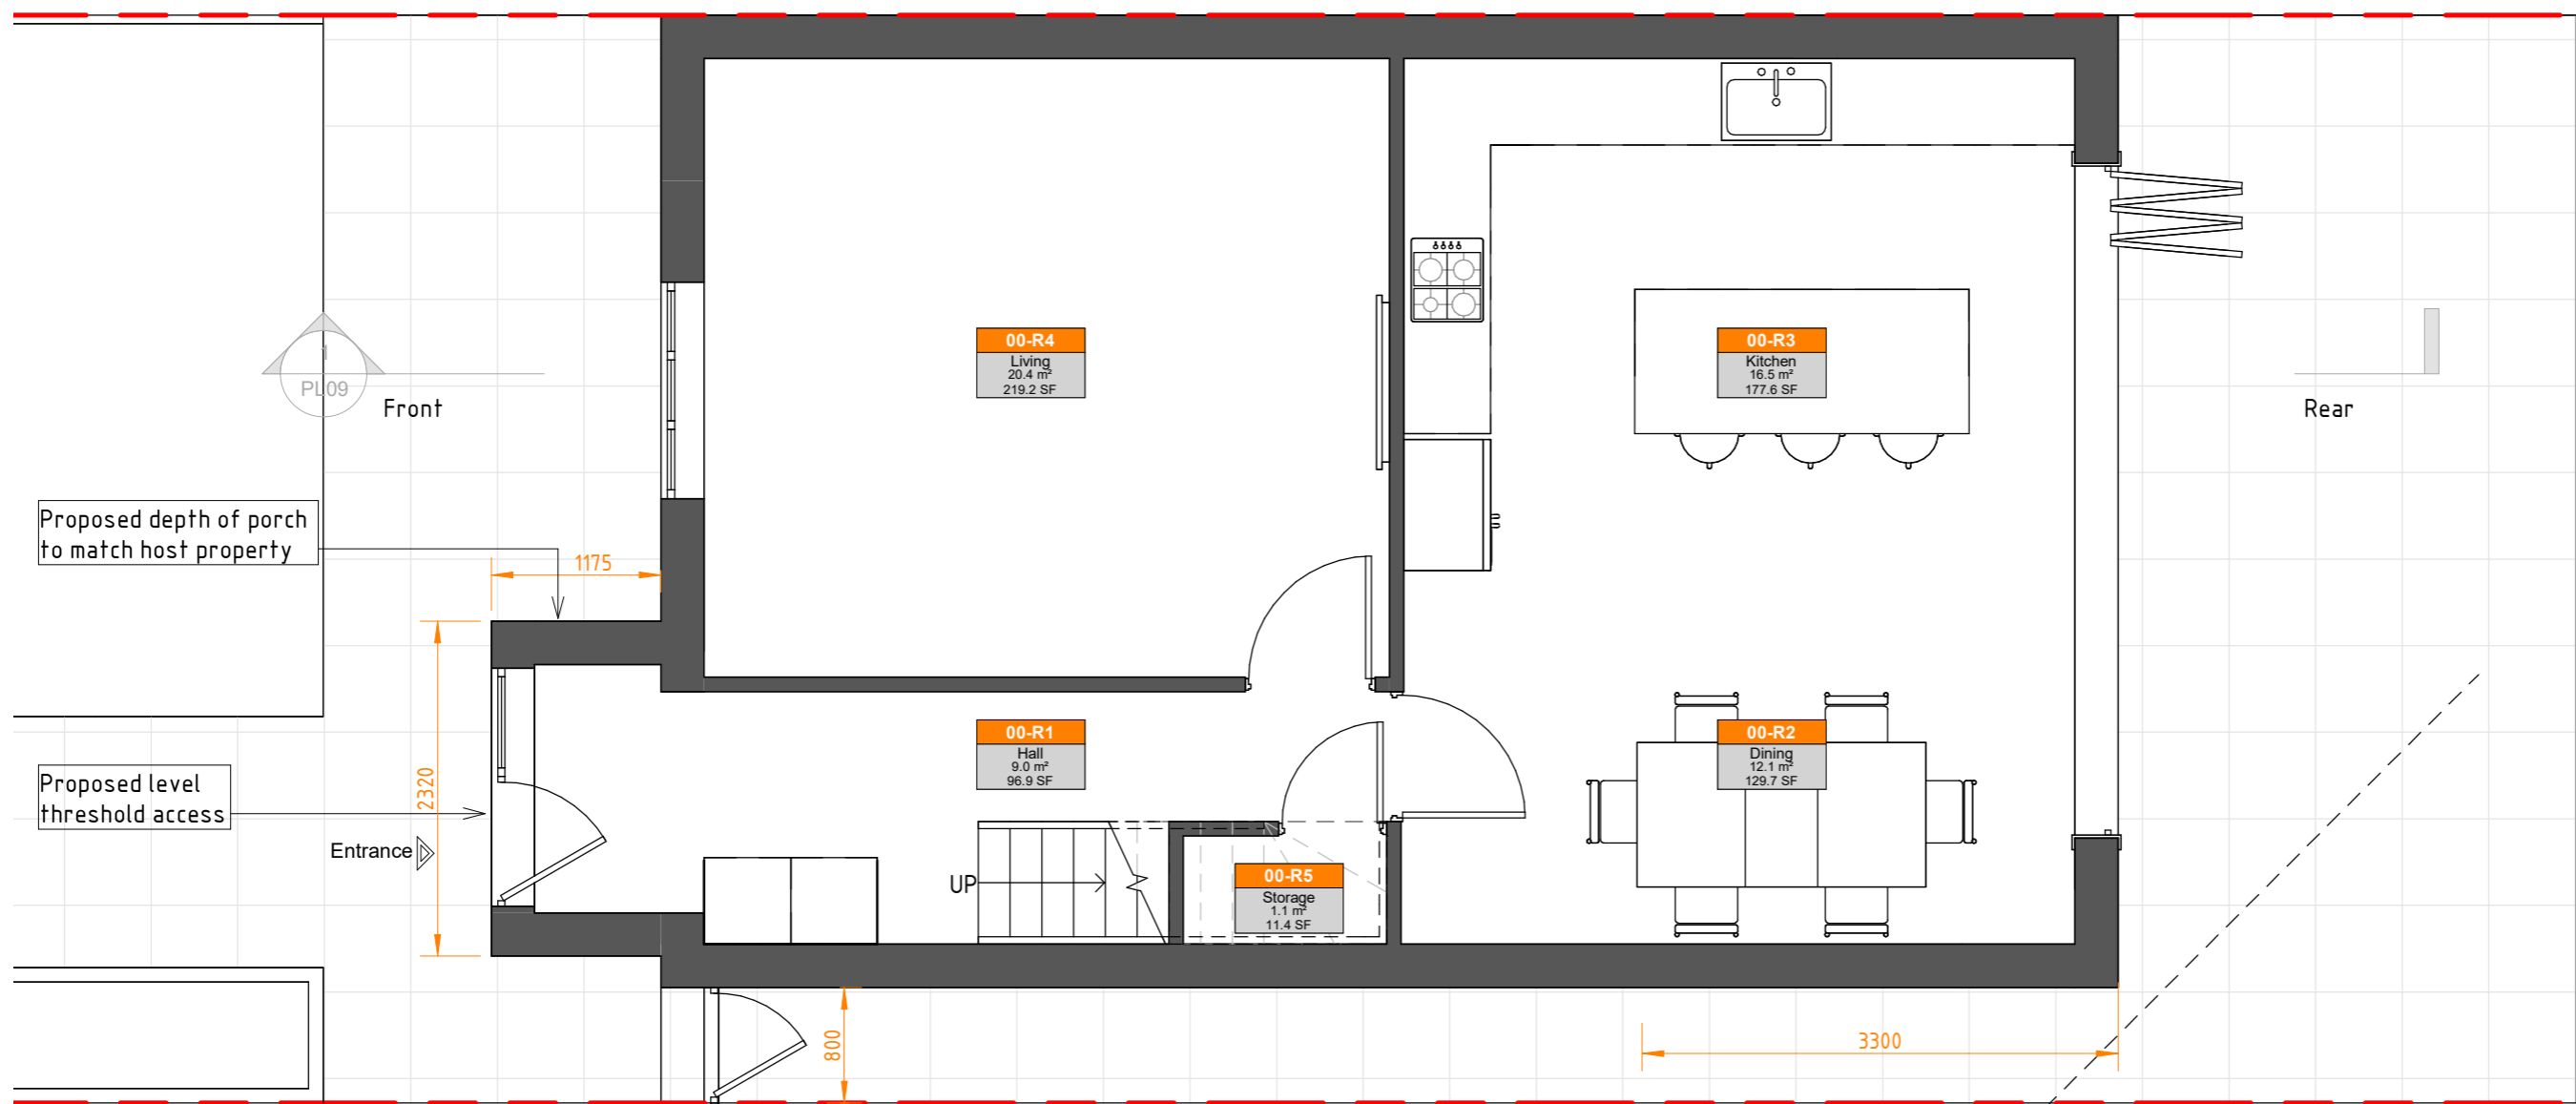 00-R4
Living
20.4 m²
219.2 SF
00-R3
Kitchen
16.5 m²
177.6 SF
1
PL09
Front
Rear
Proposed depth of porch
to match host property
1175
2320
00-R1
Hall
9.0 m²
96.9 SF
00-R2
Dining
12.1 m²
129.7 SF
Proposed level
threshold access
Entrance
UP
00-R5
Storage
1.1 m²
11.4 SF
800
3300